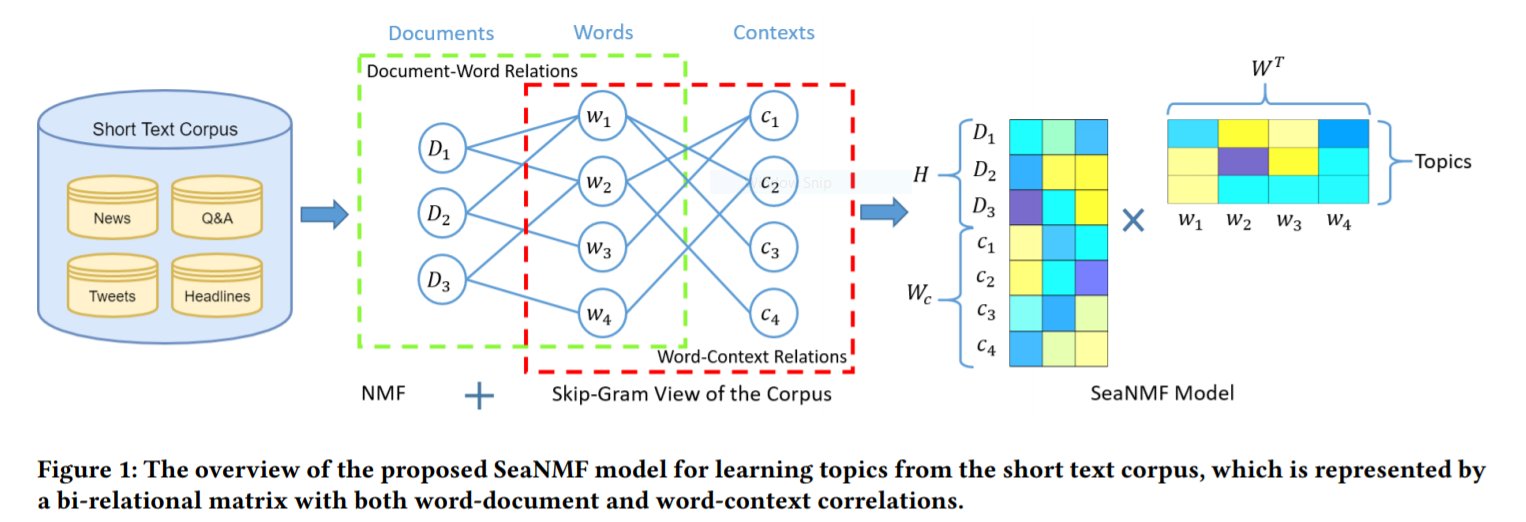 Documents Words Contexts
Document-Word Relations
Short Text Corpus
News Q&A
Tweets Headlines
D₁
D₂
D₃
w₁
w₂
w₃
w₄
c₁
c₂
c₃
c₄
Word-Context Relations
NMF + Skip-Gram View of the Corpus
H
W꜀
D₁
D₂
D₃
c₁
c₂
c₃
c₄
×
Wᵀ
Topics
w₁ w₂ w₃ w₄
SeaNMF Model
Figure 1: The overview of the proposed SeaNMF model for learning topics from the short text corpus, which is represented by
a bi-relational matrix with both word-document and word-context correlations.